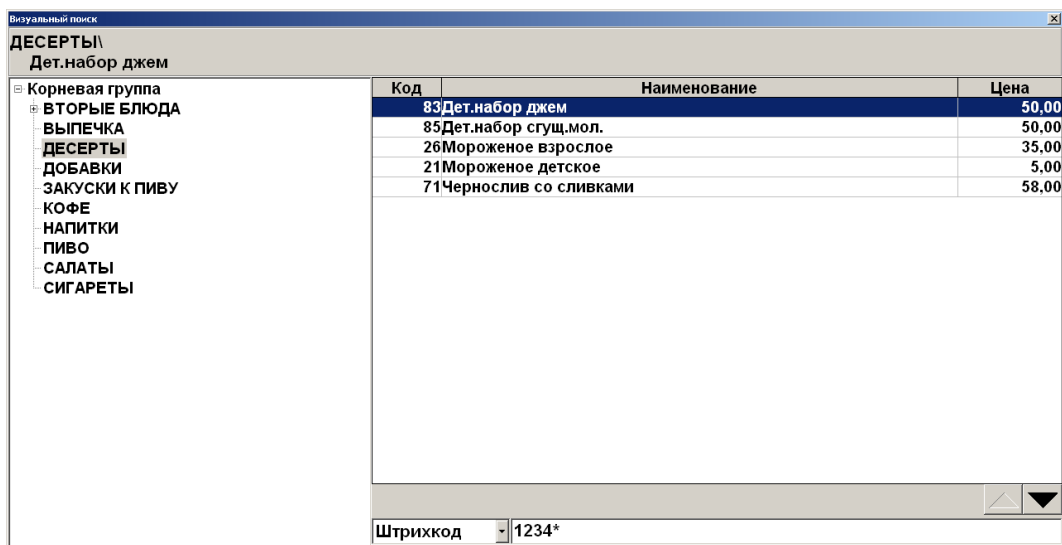 Визуальный поиск
ДЕСЕРТЫ\
Дет.набор джем
Корневая группа
ВТОРЫЕ БЛЮДА
ВЫПЕЧКА
ДЕСЕРТЫ
ДОБАВКИ
ЗАКУСКИ К ПИВУ
КОФЕ
НАПИТКИ
ПИВО
САЛАТЫ
СИГАРЕТЫ
Код Наименование Цена
83 Дет.набор джем 50,00
85 Дет.набор сгущ.мол. 50,00
26 Мороженое взрослое 35,00
21 Мороженое детское 5,00
71 Чернослив со сливками 58,00
Штрихкод 1234*